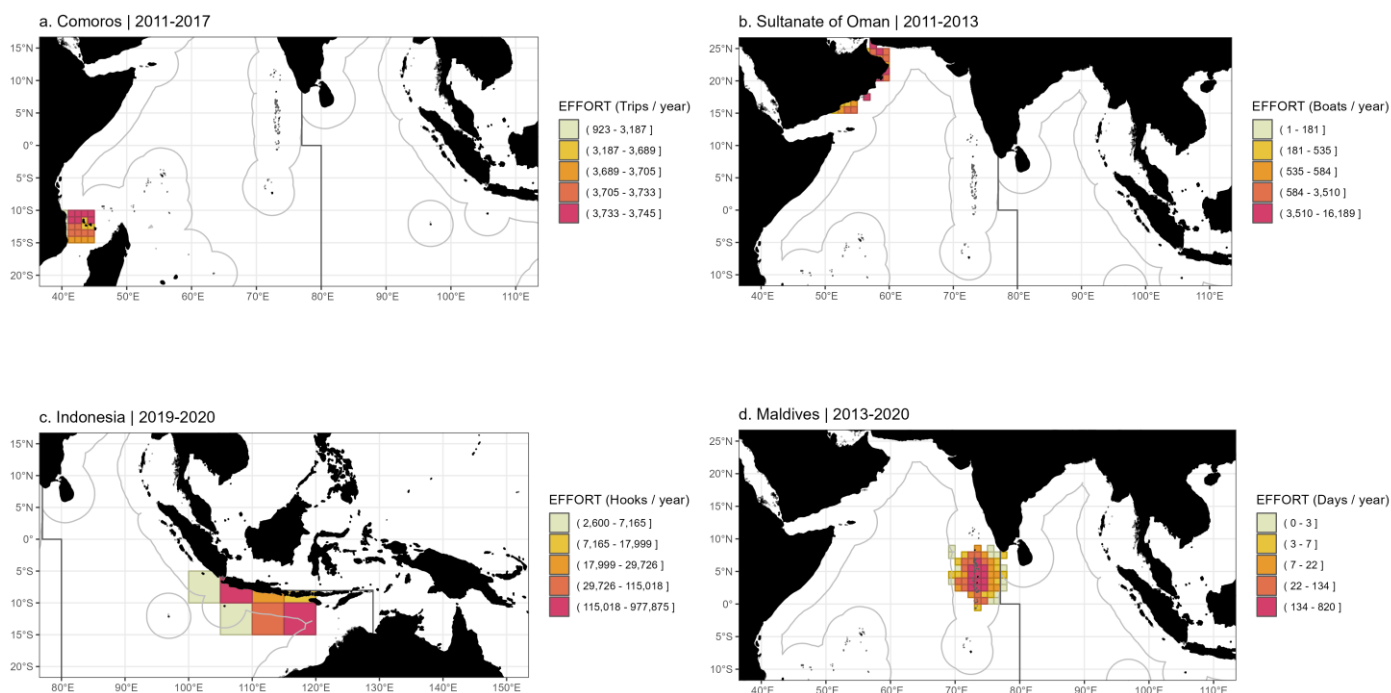 a. Comoros | 2011-2017
15°N
10°N
5°N
0°
5°S
10°S
15°S
20°S
40°E 50°E 60°E 70°E 80°E 90°E 100°E 110°E
EFFORT (Trips / year)
( 923 - 3,187 ]
( 3,187 - 3,689 ]
( 3,689 - 3,705 ]
( 3,705 - 3,733 ]
( 3,733 - 3,745 ]
b. Sultanate of Oman | 2011-2013
25°N
20°N
15°N
10°N
5°N
0°
5°S
10°S
40°E 50°E 60°E 70°E 80°E 90°E 100°E 110°E
EFFORT (Boats / year)
( 1 - 181 ]
( 181 - 535 ]
( 535 - 584 ]
( 584 - 3,510 ]
( 3,510 - 16,189 ]
c. Indonesia | 2019-2020
15°N
10°N
5°N
0°
5°S
10°S
15°S
20°S
80°E 90°E 100°E 110°E 120°E 130°E 140°E 150°E
EFFORT (Hooks / year)
( 2,600 - 7,165 ]
( 7,165 - 17,999 ]
( 17,999 - 29,726 ]
( 29,726 - 115,018 ]
( 115,018 - 977,875 ]
d. Maldives | 2013-2020
25°N
20°N
15°N
10°N
5°N
0°
5°S
10°S
40°E 50°E 60°E 70°E 80°E 90°E 100°E 110°E
EFFORT (Days / year)
( 0 - 3 ]
( 3 - 7 ]
( 7 - 22 ]
( 22 - 134 ]
( 134 - 820 ]